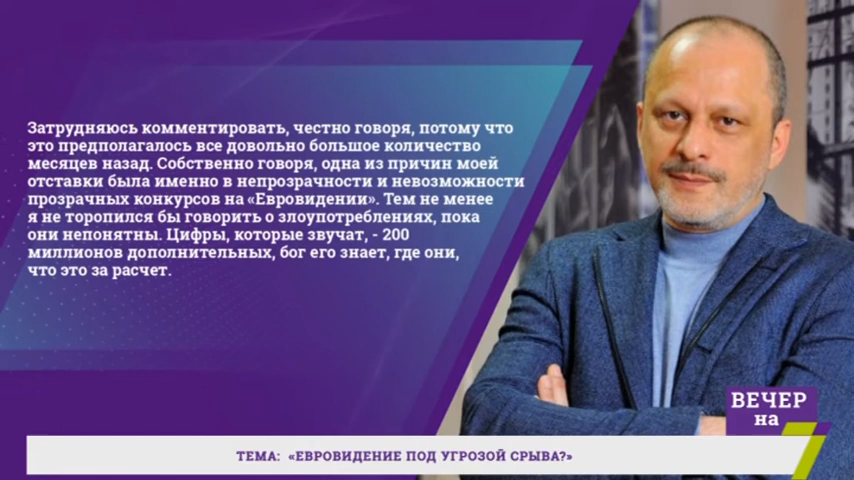 Затрудняюсь комментировать, честно говоря, потому что
это предполагалось все довольно большое количество
месяцев назад. Собственно говоря, одна из причин моей
отставки была именно в непрозрачности и невозможности
прозрачных конкурсов на «Евровидении». Тем не менее
я не торопился бы говорить о злоупотреблениях, пока
они непонятны. Цифры, которые звучат, - 200
миллионов дополнительных, бог его знает, где они,
что это за расчет.
ВЕЧЕР
на
7
ТЕМА: «ЕВРОВИДЕНИЕ ПОД УГРОЗОЙ СРЫВА?»